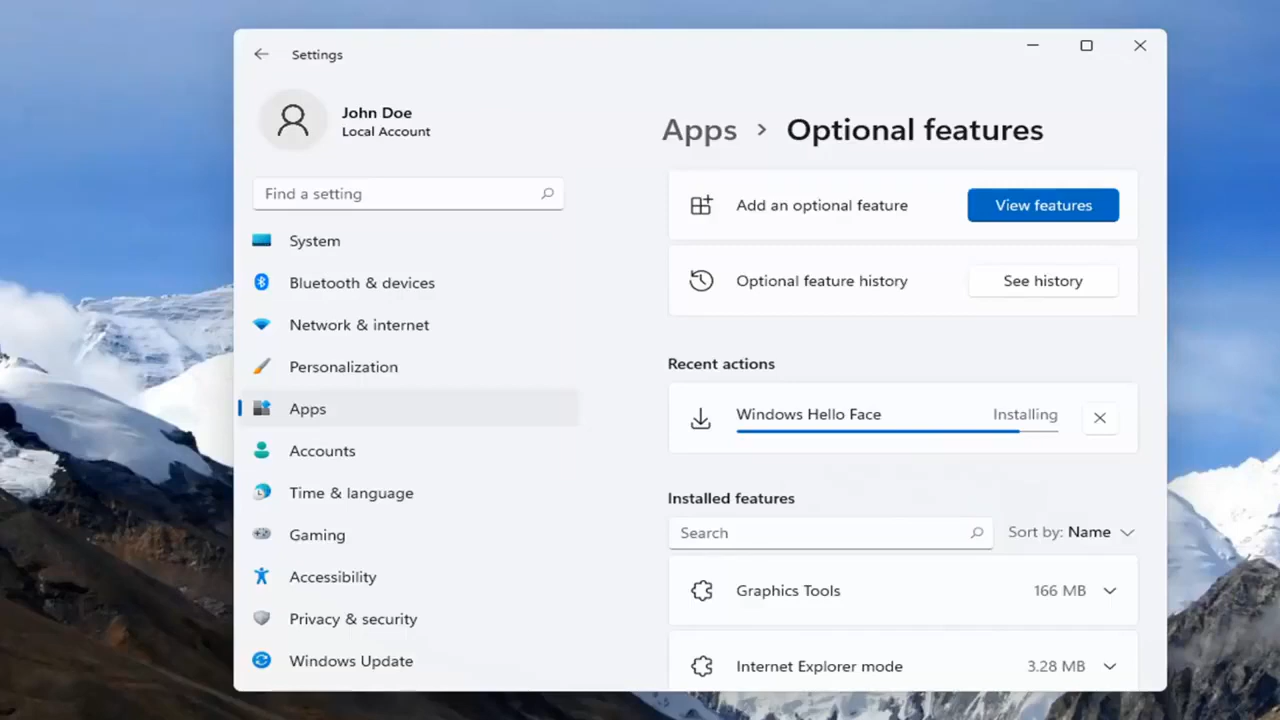 Settings
John Doe
Local Account
Find a setting
System
Bluetooth & devices
Network & internet
Personalization
Apps
Accounts
Time & language
Gaming
Accessibility
Privacy & security
Windows Update
Apps > Optional features
Add an optional feature View features
Optional feature history See history
Recent actions
Windows Hello Face Installing
Installed features
Search Sort by: Name
Graphics Tools 166 MB
Internet Explorer mode 3.28 MB